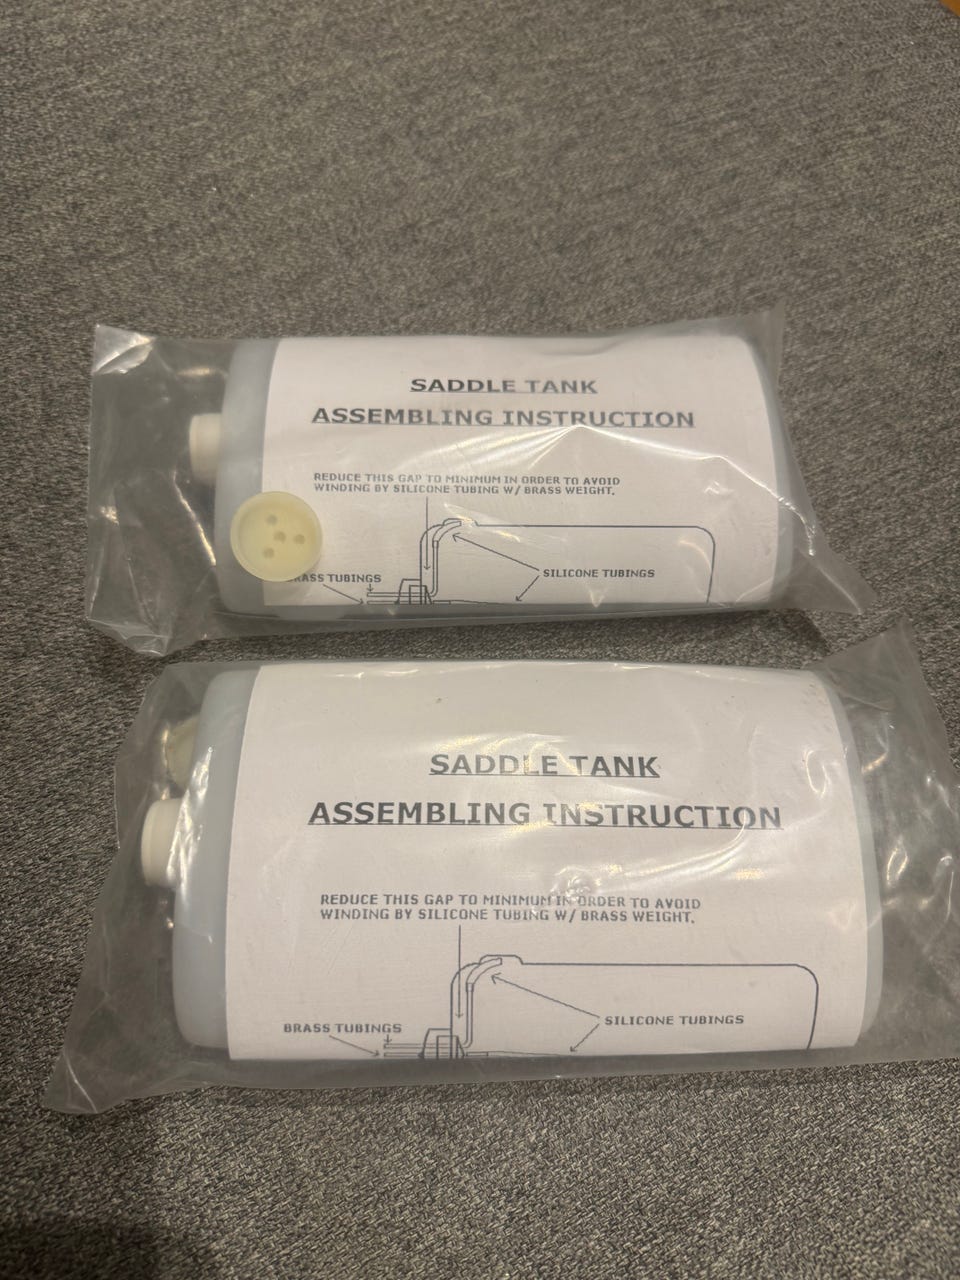 SADDLE TANK
ASSEMBLING INSTRUCTION
REDUCE THIS GAP TO MINIMUM IN ORDER TO AVOID
WINDING BY SILICONE TUBING W/ BRASS WEIGHT.
BRASS TUBINGS
SILICONE TUBINGS
SADDLE TANK
ASSEMBLING INSTRUCTION
REDUCE THIS GAP TO MINIMUM IN ORDER TO AVOID
WINDING BY SILICONE TUBING W/ BRASS WEIGHT.
SILICONE TUBINGS
BRASS TUBINGS